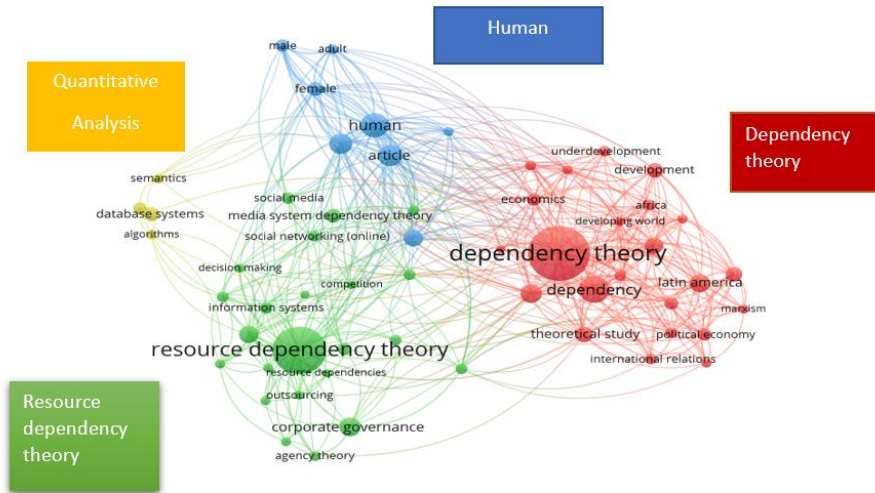 Human
male
adult
Quantitative
Analysis
female
human
Dependency
theory
article
underdevelopment
development
semantics
social media
economics
africa
database systems
media system dependency theory
developing world
algorithms
social networking (online)
dependency theory
decision making
competition
dependency
latin america
information systems
marxism
resource dependency theory
theoretical study
political economy
international relations
resource dependencies
Resource
dependency
theory
outsourcing
corporate governance
agency theory